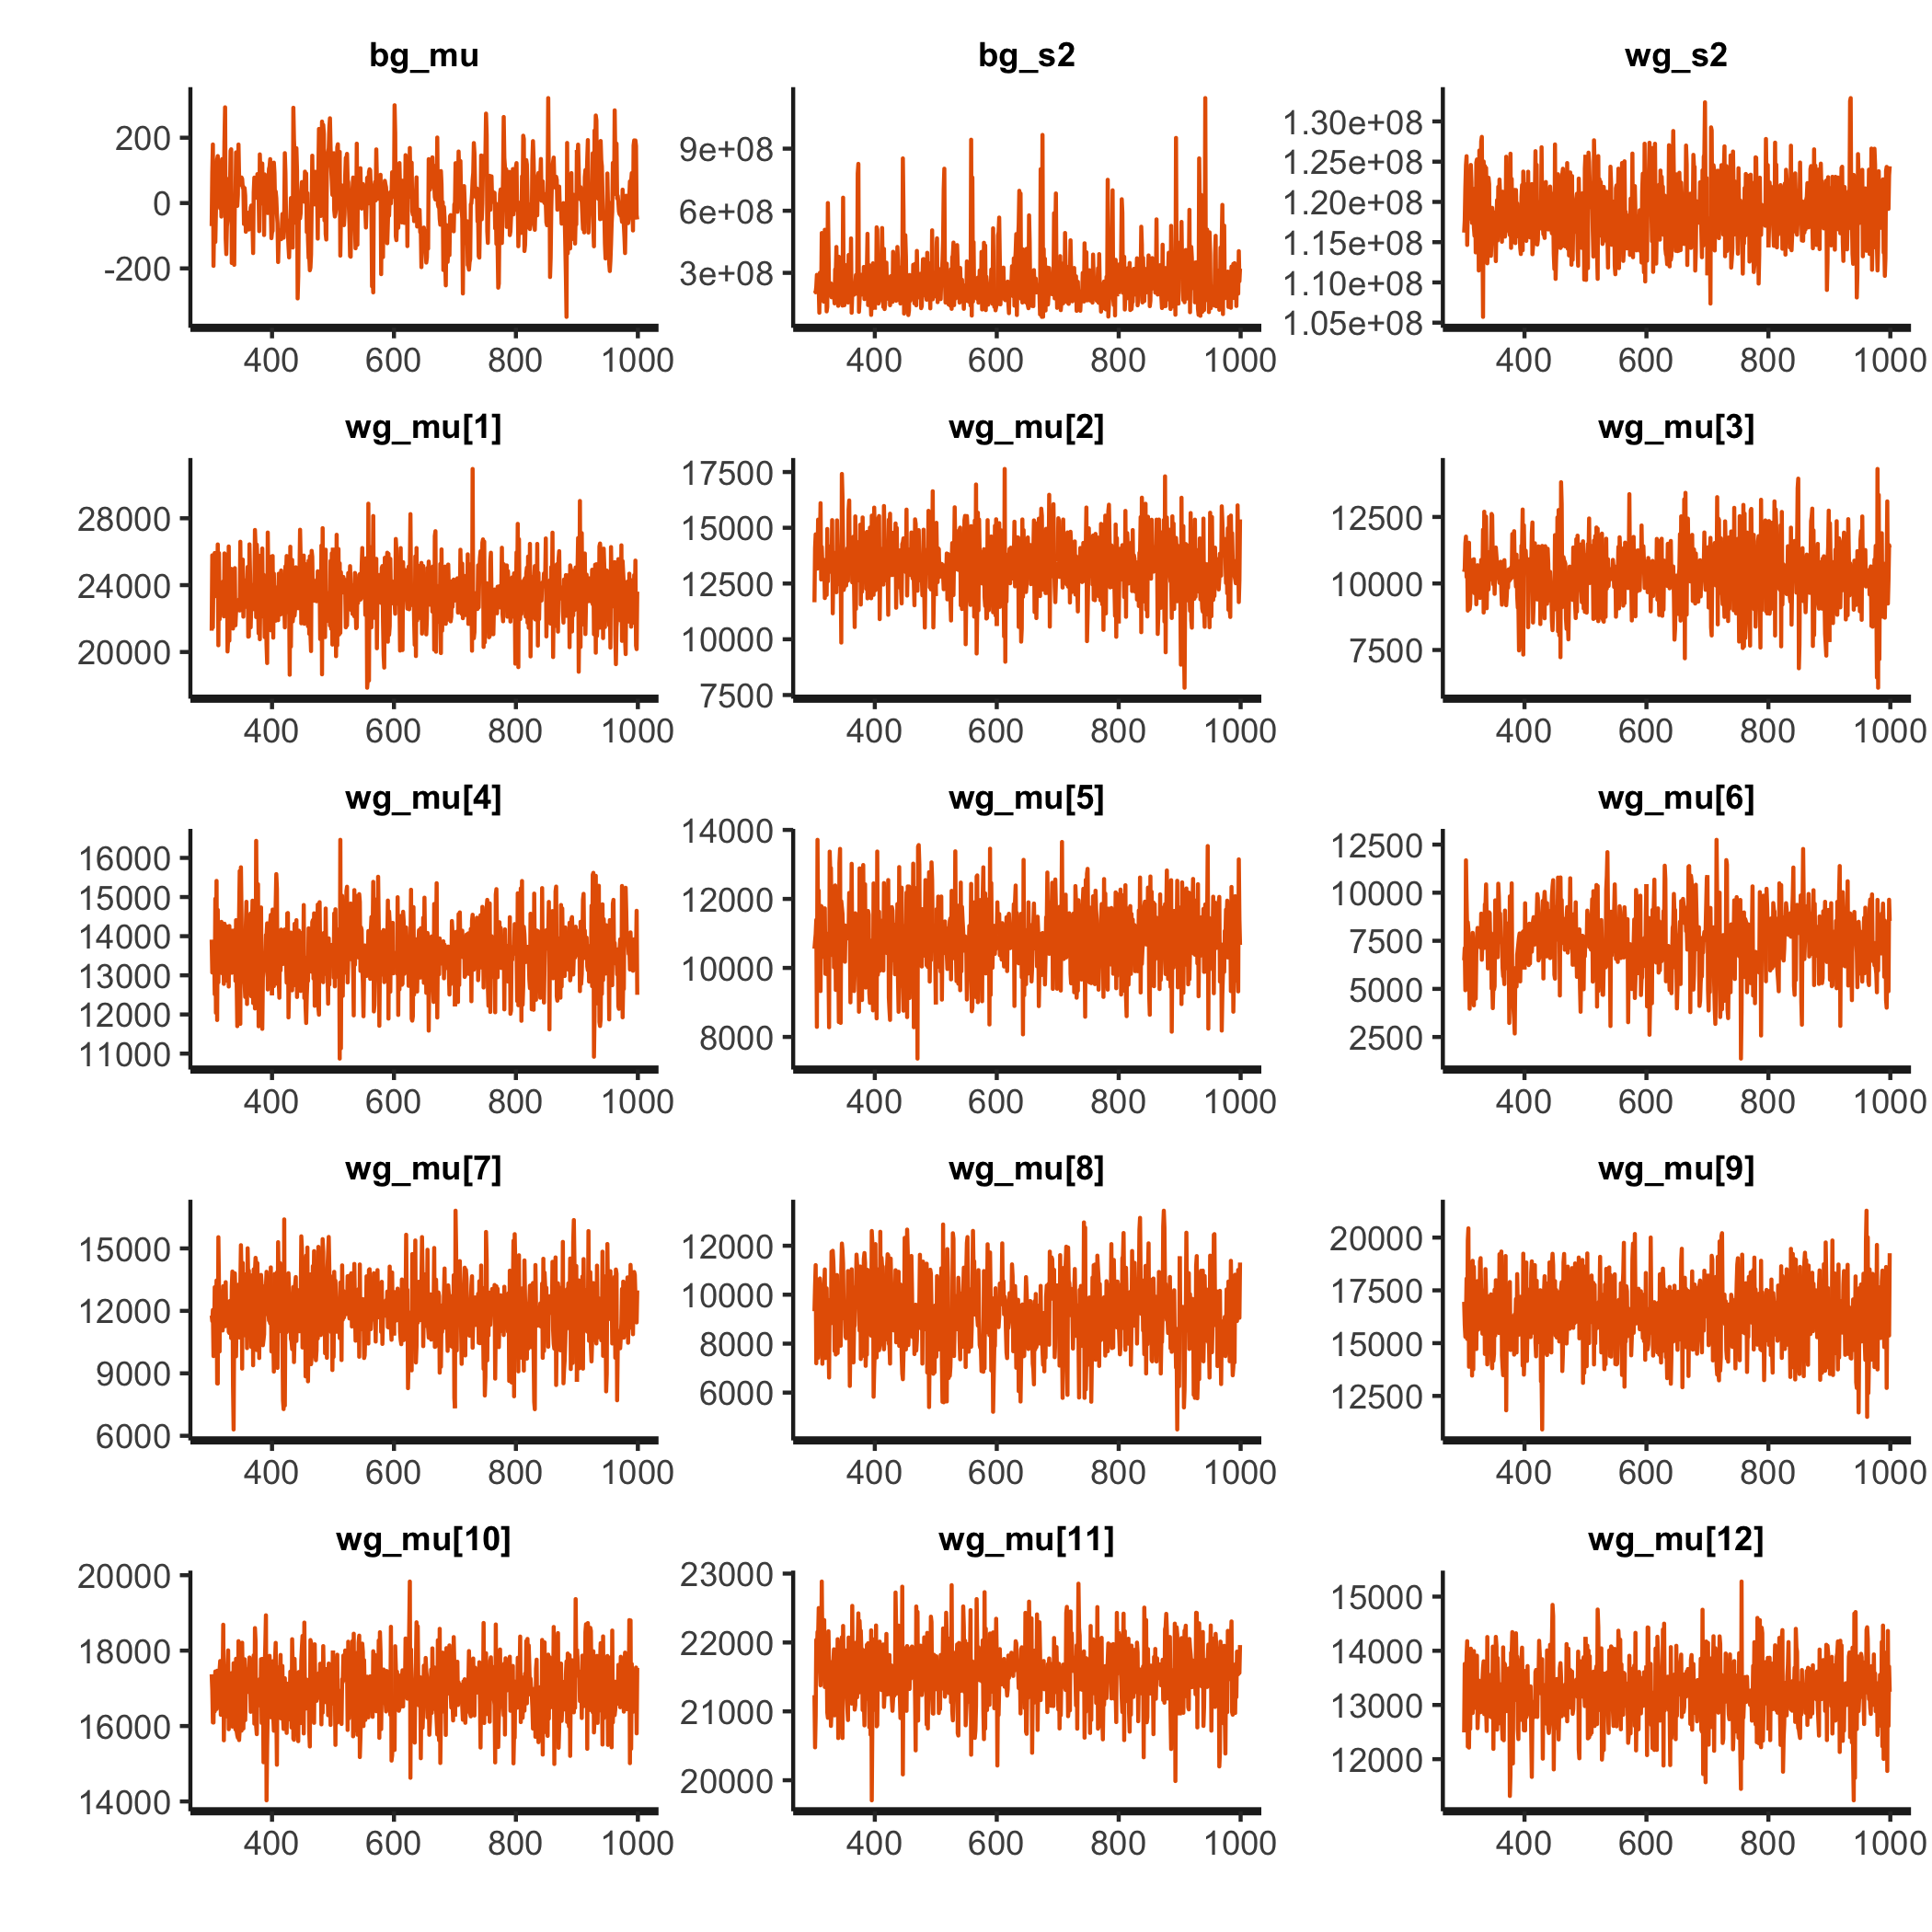 bg_mu bg_s2 wg_s2
200 9e+08 1.30e+08
0 6e+08 1.25e+08
-200 3e+08 1.20e+08
1.15e+08
1.10e+08
1.05e+08
400 600 800 1000 400 600 800 1000 400 600 800 1000
wg_mu[1] wg_mu[2] wg_mu[3]
28000 17500 12500
24000 15000 10000
20000 12500 7500
10000
7500
400 600 800 1000 400 600 800 1000 400 600 800 1000
wg_mu[4] wg_mu[5] wg_mu[6]
16000 14000 12500
15000 12000 10000
14000 10000 7500
13000 8000 5000
12000 2500
11000
400 600 800 1000 400 600 800 1000 400 600 800 1000
wg_mu[7] wg_mu[8] wg_mu[9]
15000 12000 20000
12000 10000 17500
9000 8000 15000
6000 6000 12500
400 600 800 1000 400 600 800 1000 400 600 800 1000
wg_mu[10] wg_mu[11] wg_mu[12]
20000 23000 15000
18000 22000 14000
16000 21000 13000
14000 20000 12000
400 600 800 1000 400 600 800 1000 400 600 800 1000